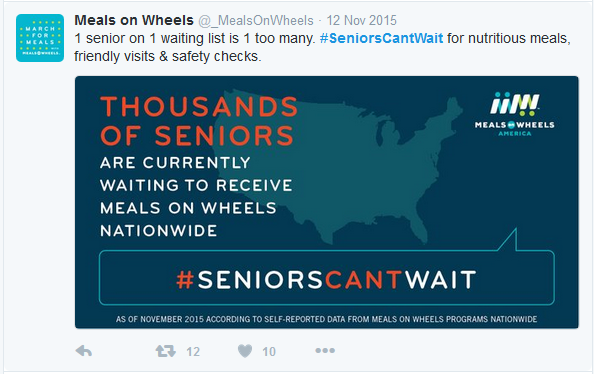 Meals on Wheels @_MealsOnWheels · 12 Nov 2015
1 senior on 1 waiting list is 1 too many. #SeniorsCantWait for nutritious meals,
friendly visits & safety checks.
MARCH
FOR
MEALS
MEALS ON WHEELS
THOUSANDS
OF SENIORS
ARE CURRENTLY
WAITING TO RECEIVE
MEALS ON WHEELS
NATIONWIDE
MEALS ON WHEELS
AMERICA
#SENIORSCANTWAIT
AS OF NOVEMBER 2015 ACCORDING TO SELF-REPORTED DATA FROM MEALS ON WHEELS PROGRAMS NATIONWIDE
12
10